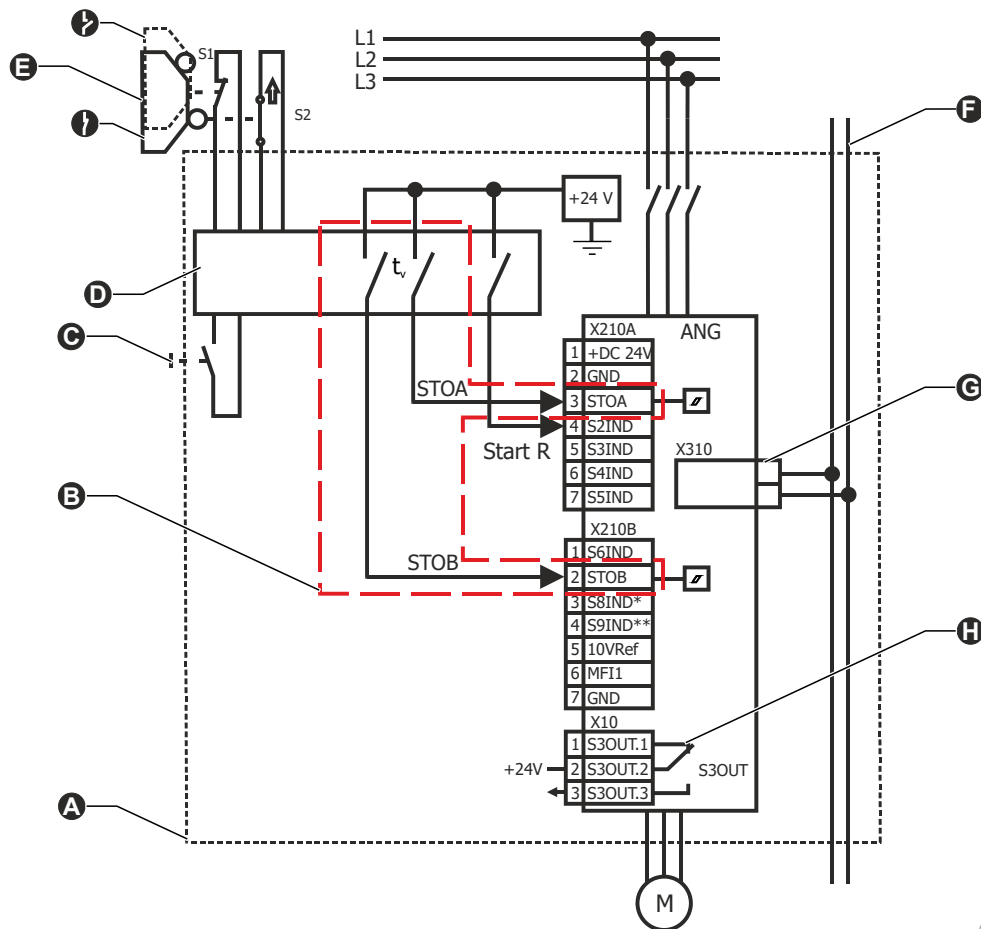 L1
L2
L3
S1
S2
E
F
+24 V
D
tv
C
X210A
ANG
1 +DC 24V
2 GND
3 STOA
4 S2IND
5 S3IND
6 S4IND
7 S5IND
STOA
Start R
X310
G
B
X210B
1 S6IND
2 STOB
3 S8IND*
4 S9IND**
5 10VRef
6 MFI1
7 GND
STOB
H
X10
1 S3OUT.1
2 S3OUT.2
3 S3OUT.3
+24V
S3OUT
A
M